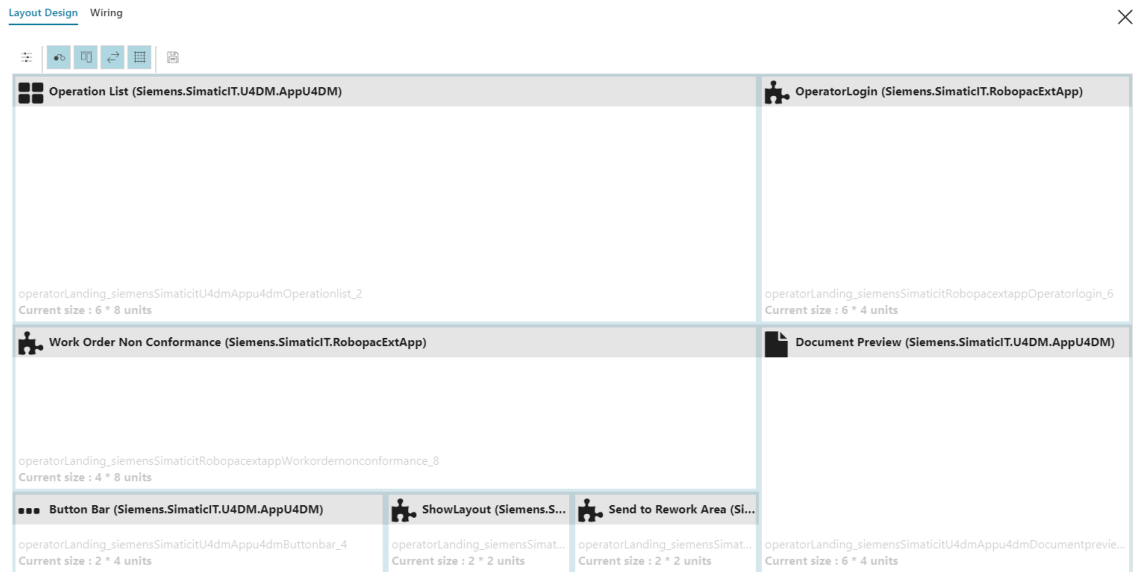 Layout Design Wiring
Operation List (Siemens.SimaticIT.U4DM.AppU4DM)
operatorLanding_siemensSimaticitU4dmAppu4dmOperationlist_2
Current size : 6 * 8 units
OperatorLogin (Siemens.SimaticIT.RobopacExtApp)
operatorLanding_siemensSimaticitRobopacextappOperatorlogin_6
Current size : 6 * 4 units
Work Order Non Conformance (Siemens.SimaticIT.RobopacExtApp)
operatorLanding_siemensSimaticitRobopacextappWorkordernonconformance_8
Current size : 4 * 8 units
Document Preview (Siemens.SimaticIT.U4DM.AppU4DM)
operatorLanding_siemensSimaticitU4dmAppu4dmDocumentprevie...
Current size : 6 * 4 units
Button Bar (Siemens.SimaticIT.U4DM.AppU4DM)
operatorLanding_siemensSimaticitU4dmAppu4dmButtonbar_4
Current size : 2 * 4 units
ShowLayout (Siemens.S...
operatorLanding_siemensSimat...
Current size : 2 * 2 units
Send to Rework Area (Si...
operatorLanding_siemensSimat...
Current size : 2 * 2 units